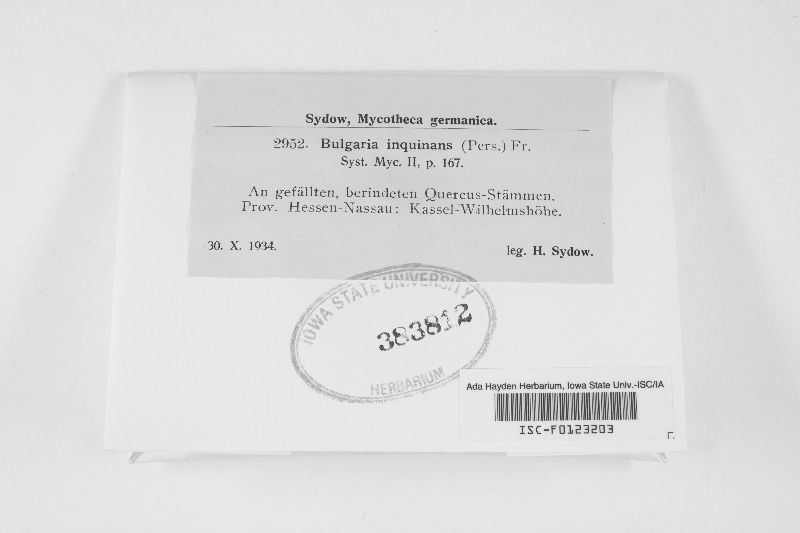 Sydow, Mycotheca germanica.
2952. Bulgaria inquinans (Pers.) Fr.
Syst. Myc. II, p. 167.
An gefällten, berindeten Quercus-Stämmen.
Prov. Hessen-Nassau: Kassel-Wilhelmshöhe.
30. X. 1934. leg. H. Sydow.
IOWA STATE UNIVERSITY
383812
HERBARIUM
Ada Hayden Herbarium, Iowa State Univ.-ISC/IA
ISC-F0123203